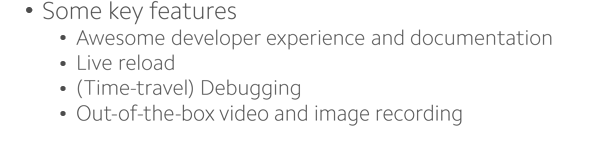 • Some key features
• Awesome developer experience and documentation
• Live reload
• (Time-travel) Debugging
• Out-of-the-box video and image recording